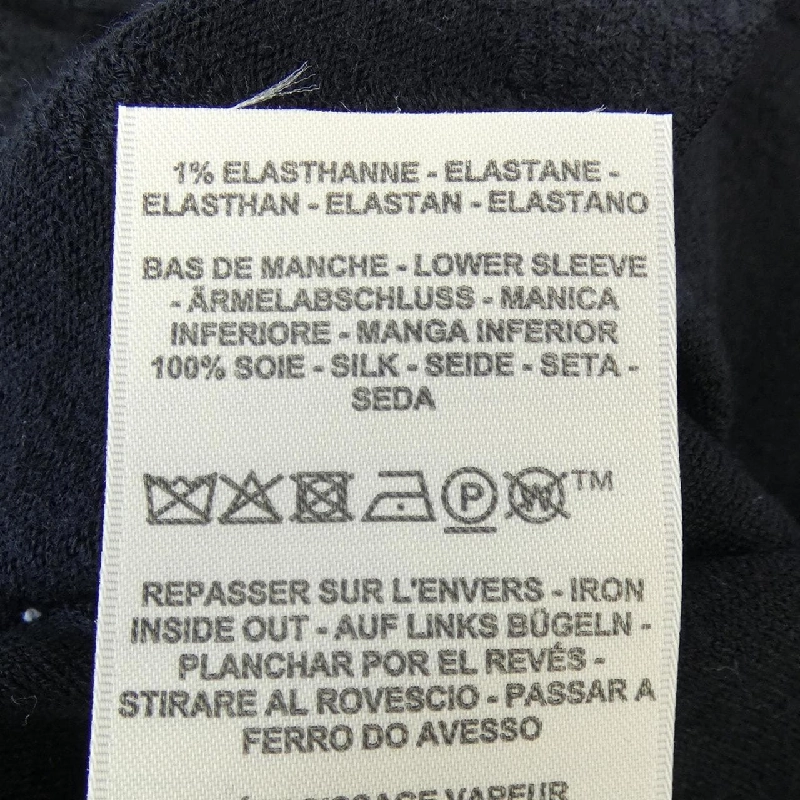 1% ELASTHANNE - ELASTANE -
ELASTHAN - ELASTAN - ELASTANO
BAS DE MANCHE - LOWER SLEEVE
- ÄRMELABSCHLUSS - MANICA
INFERIORE - MANGA INFERIOR
100% SOIE - SILK - SEIDE - SETA -
SEDA
P W TM
REPASSER SUR L'ENVERS - IRON
INSIDE OUT - AUF LINKS BÜGELN -
PLANCHAR POR EL REVÉS -
STIRARE AL ROVESCIO - PASSAR A
FERRO DO AVESSO
VAPEUR